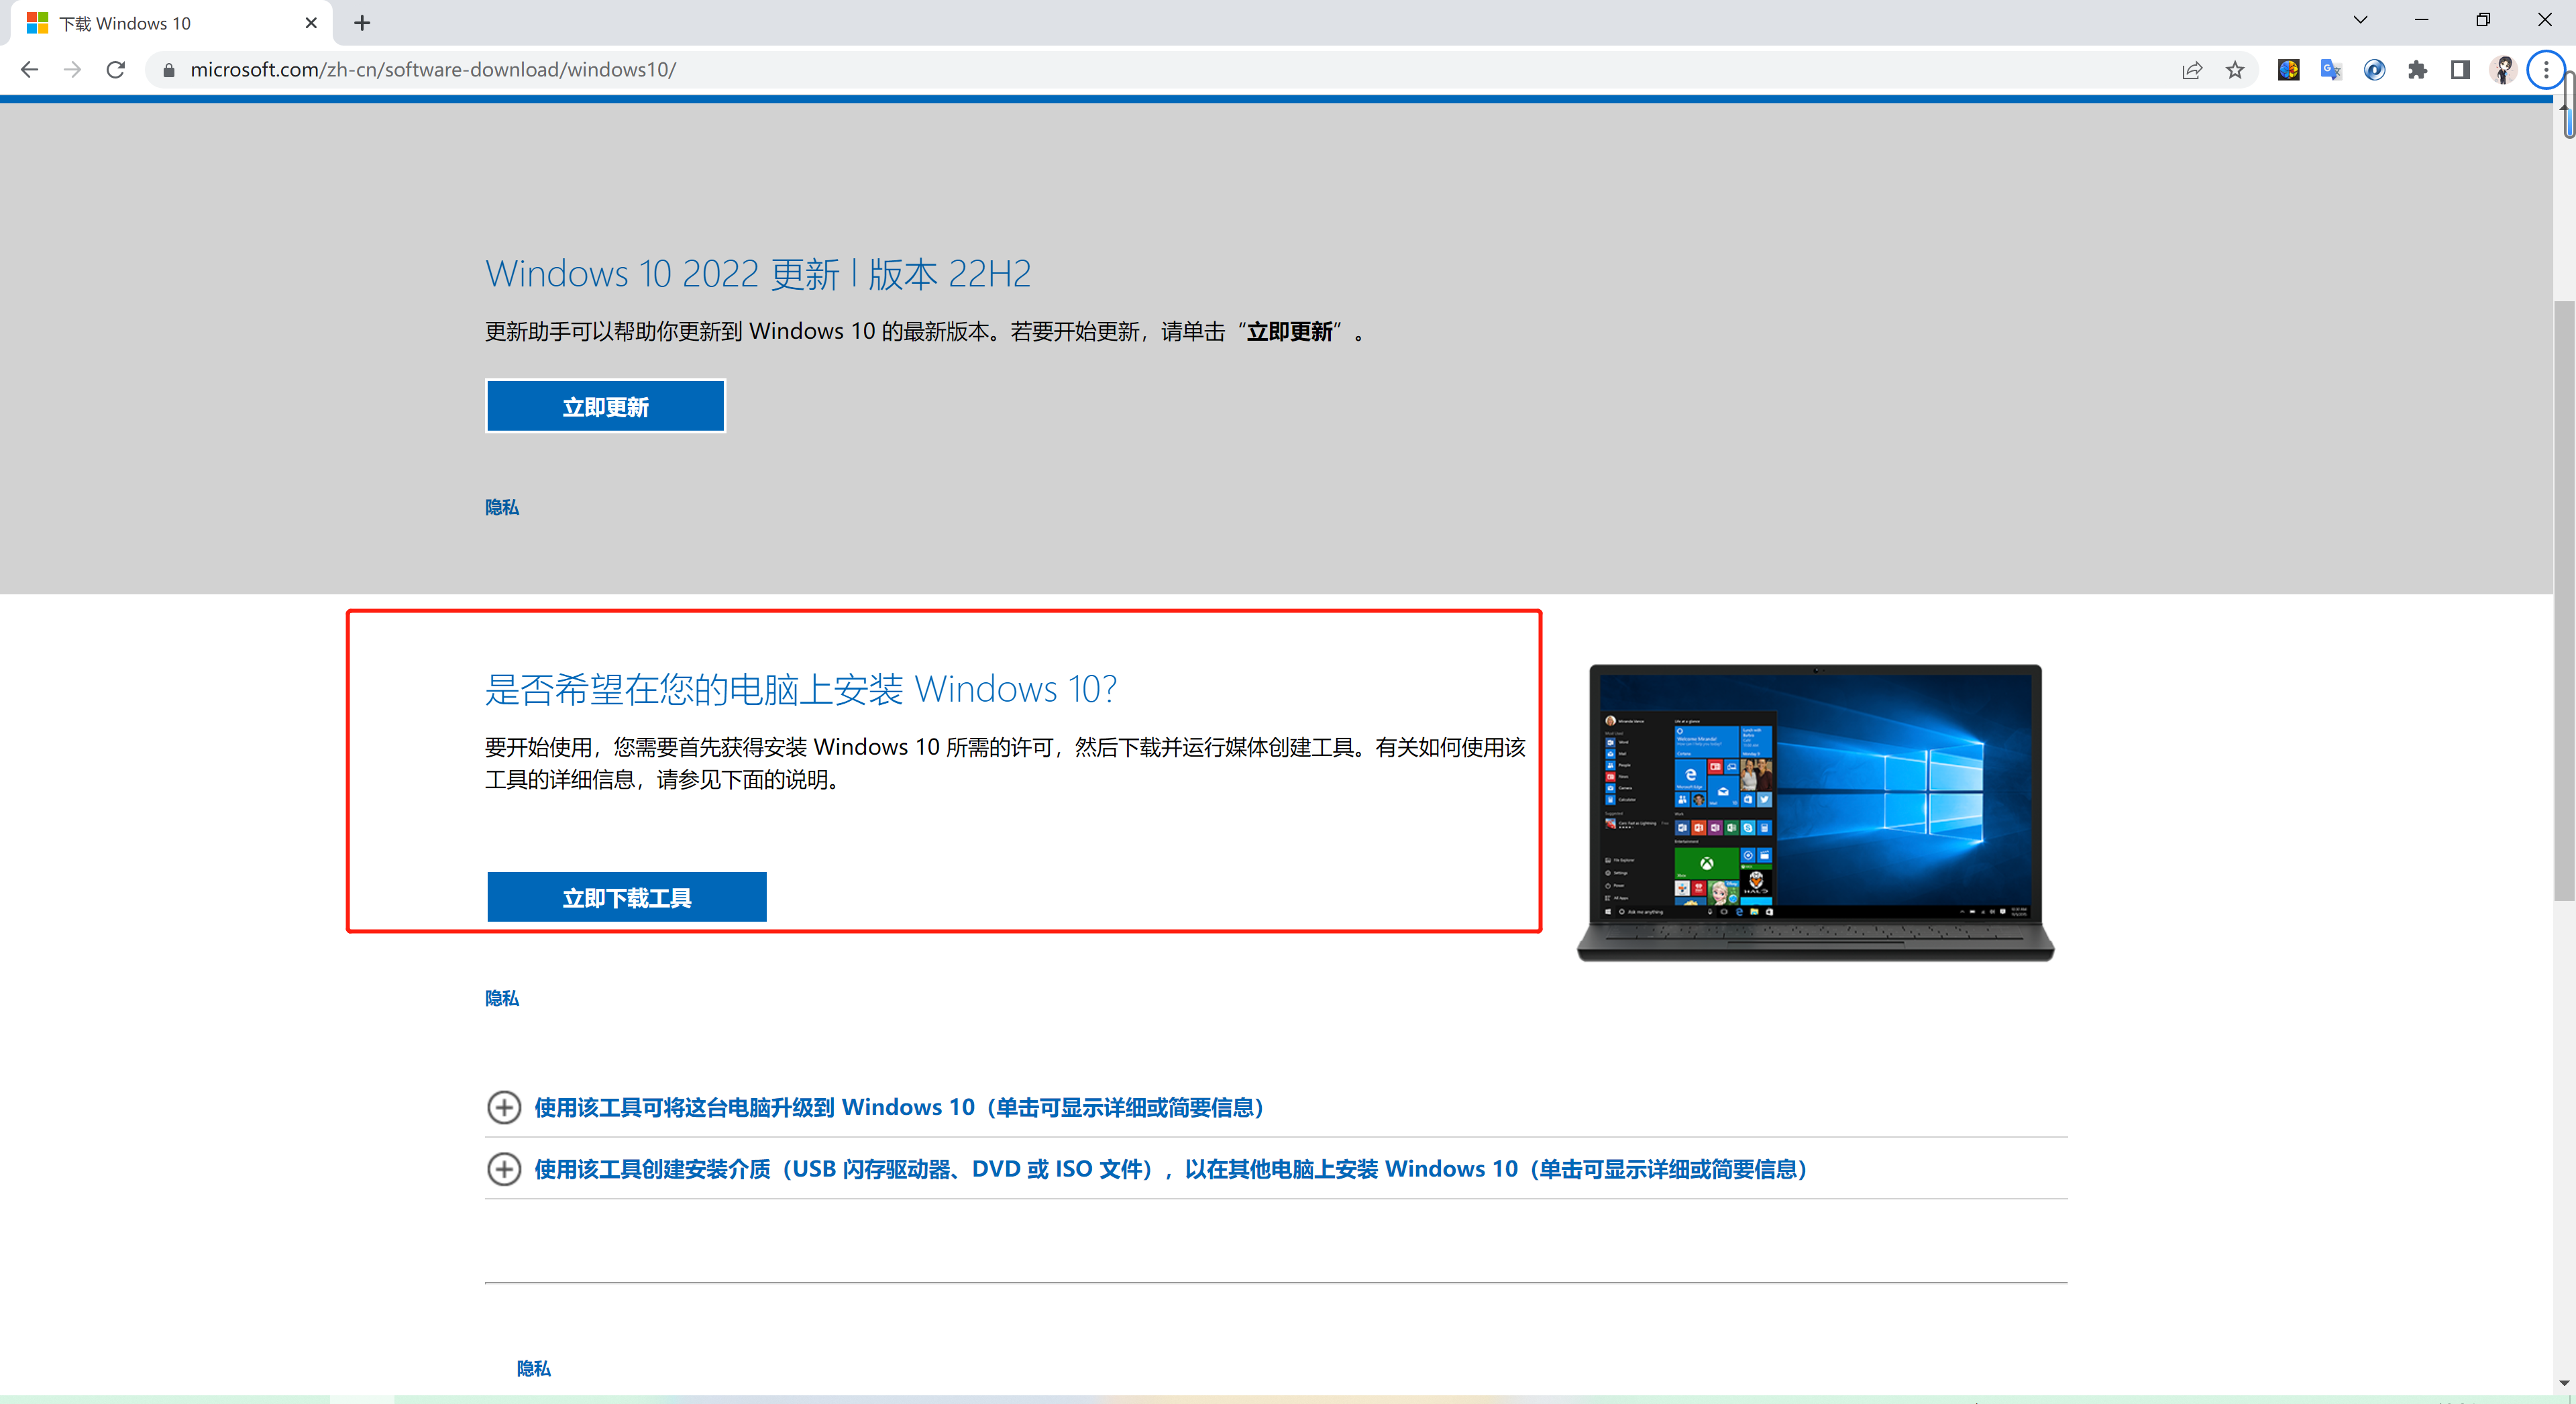 下载 Windows 10
microsoft.com/zh-cn/software-download/windows10/
Windows 10 2022 更新 | 版本 22H2
更新助手可以帮助你更新到 Windows 10 的最新版本。若要开始更新，请单击“立即更新”。
立即更新
隐私
是否希望在您的电脑上安装 Windows 10？
要开始使用，您需要首先获得安装 Windows 10 所需的许可，然后下载并运行媒体创建工具。有关如何使用该
工具的详细信息，请参见下面的说明。
立即下载工具
隐私
使用该工具可将这台电脑升级到 Windows 10（单击可显示详细或简要信息）
使用该工具创建安装介质（USB 闪存驱动器、DVD 或 ISO 文件），以在其他电脑上安装 Windows 10（单击可显示详细或简要信息）
隐私